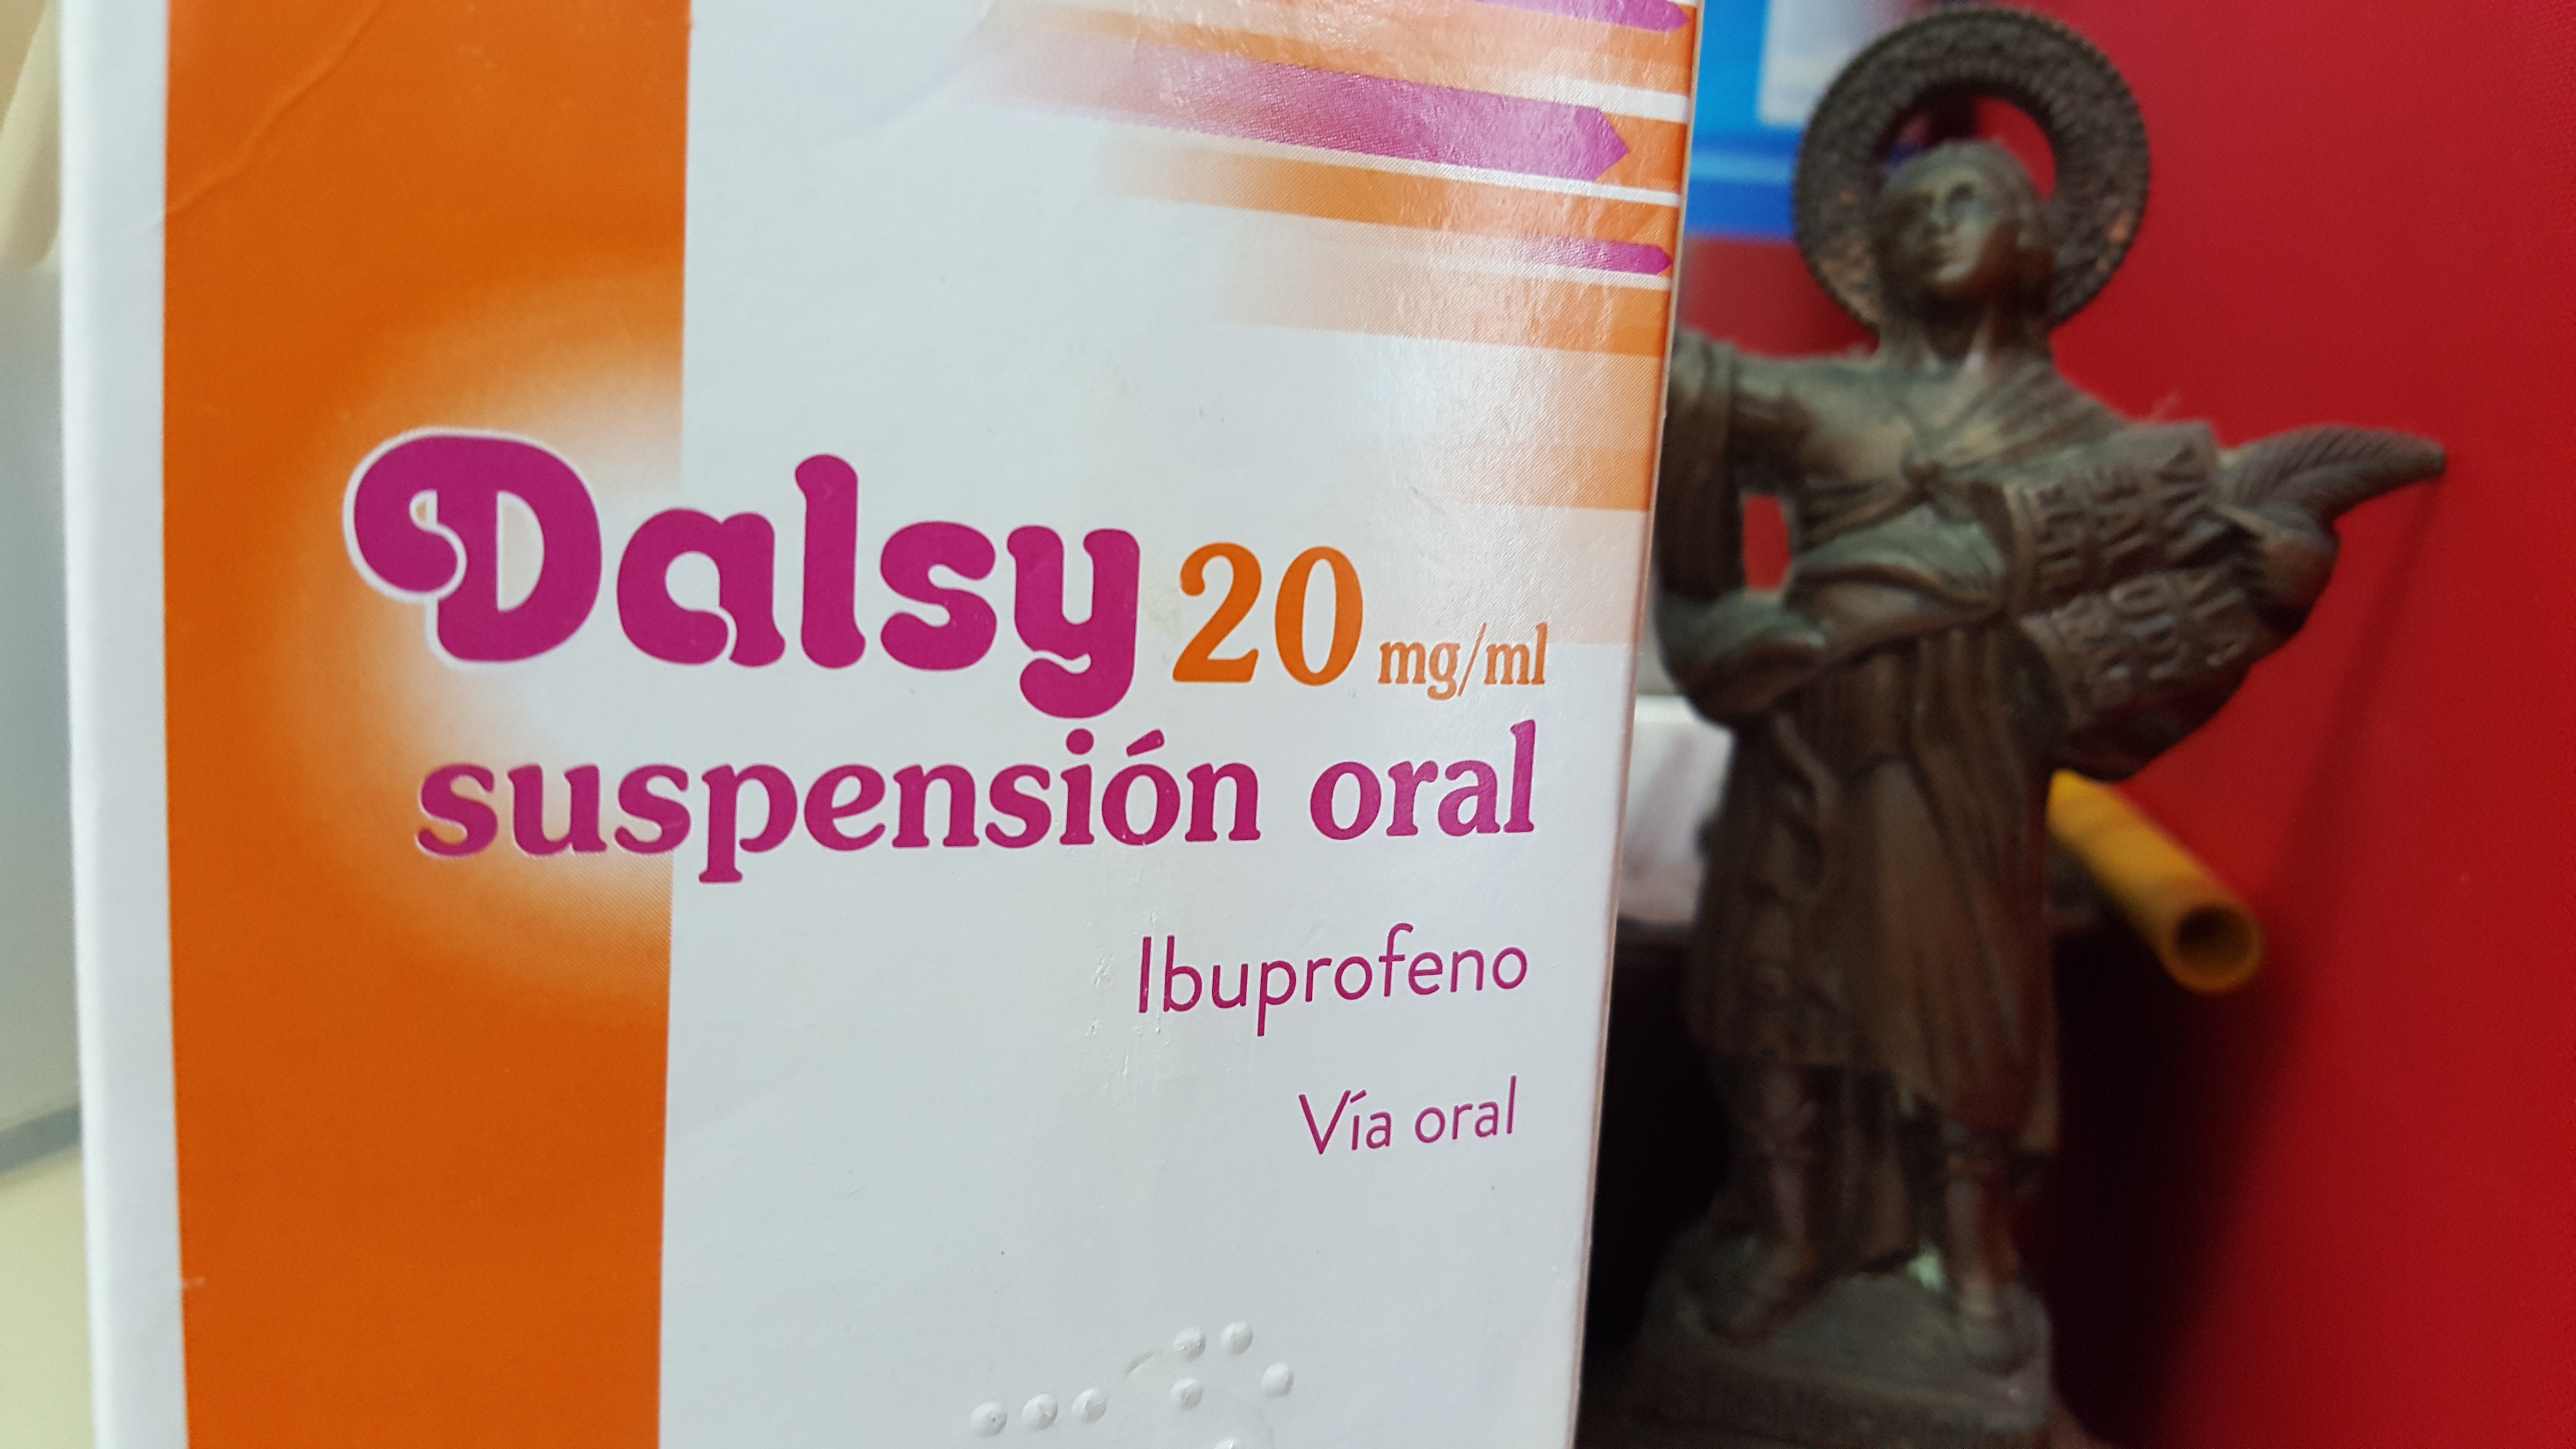 Dalsy 20 mg/ml
suspensión oral
Ibuprofeno
Vía oral